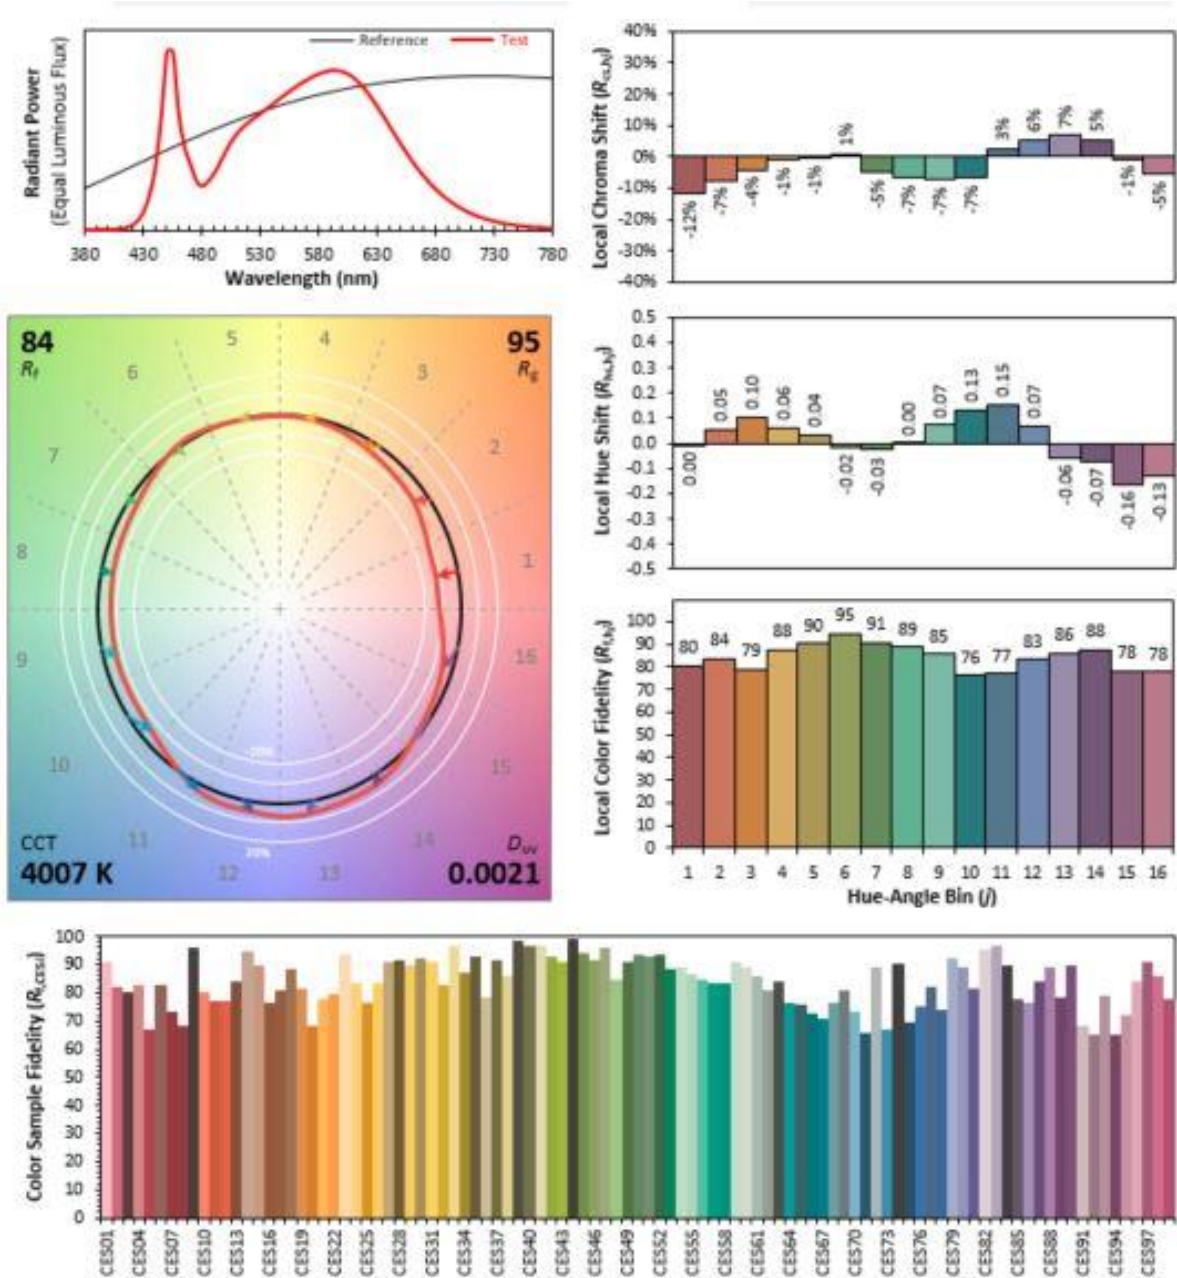 Reference Test
Radiant Power
(Equal Luminous Flux)
380 430 480 530 580 630 680 730 780
Wavelength (nm)
Local Chroma Shift (Rcs,hj)
40%
30%
20%
10%
0%
-10%
-20%
-30%
-40%
-12% -7% -4% -1% -1% 1% -5% -7% -7% -7% 3% 6% 7% 5% -1% -5%
84
Rf
95
Rg
5 4
6 3
7 2
8 1
9 16
10 15
11 14
12 13
-20%
20%
CCT
4007 K
Duv
0.0021
Local Hue Shift (Rhs,hj)
0.5
0.4
0.3
0.2
0.1
0.0
-0.1
-0.2
-0.3
-0.4
-0.5
0.00 0.05 0.10 0.06 0.04 -0.02 -0.03 0.00 0.07 0.13 0.15 0.07 -0.06 -0.07 -0.16 -0.13
Local Color Fidelity (Rf,hj)
100
90
80
70
60
50
40
30
20
10
0
80 84 79 88 90 95 91 89 85 76 77 83 86 88 78 78
1 2 3 4 5 6 7 8 9 10 11 12 13 14 15 16
Hue-Angle Bin (j)
Color Sample Fidelity (Rf,CESi)
100
90
80
70
60
50
40
30
20
10
0
CES01 CES04 CES07 CES10 CES13 CES16 CES19 CES22 CES25 CES28 CES31 CES34 CES37 CES40 CES43 CES46 CES49 CES52 CES55 CES58 CES61 CES64 CES67 CES70 CES73 CES76 CES79 CES82 CES85 CES88 CES91 CES94 CES97